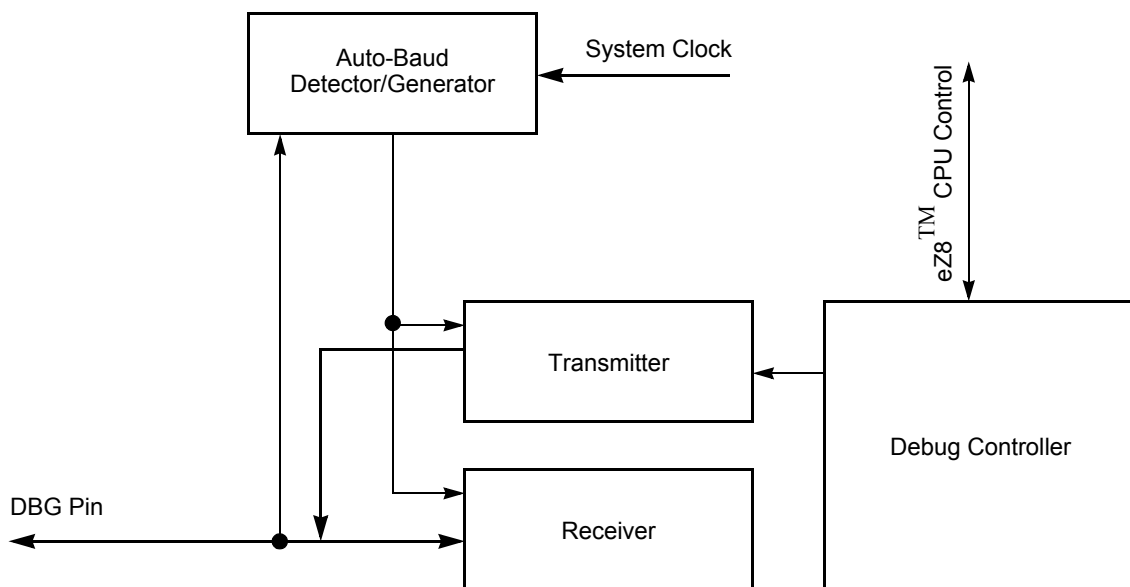 Auto-Baud
Detector/Generator
System Clock
eZ8™ CPU Control
Transmitter
Debug Controller
DBG Pin
Receiver